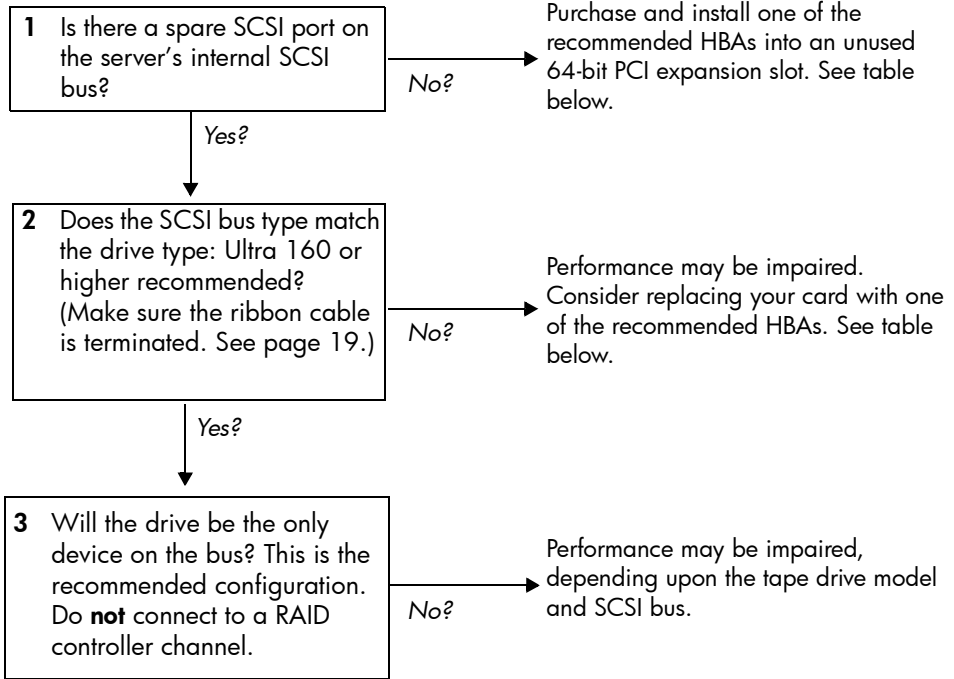 1 Is there a spare SCSI port on
the server's internal SCSI
bus?
No?
Purchase and install one of the
recommended HBAs into an unused
64-bit PCI expansion slot. See table
below.
Yes?
2 Does the SCSI bus type match
the drive type: Ultra 160 or
higher recommended?
(Make sure the ribbon cable
is terminated. See page 19.)
No?
Performance may be impaired.
Consider replacing your card with one
of the recommended HBAs. See table
below.
Yes?
3 Will the drive be the only
device on the bus? This is the
recommended configuration.
Do not connect to a RAID
controller channel.
No?
Performance may be impaired,
depending upon the tape drive model
and SCSI bus.